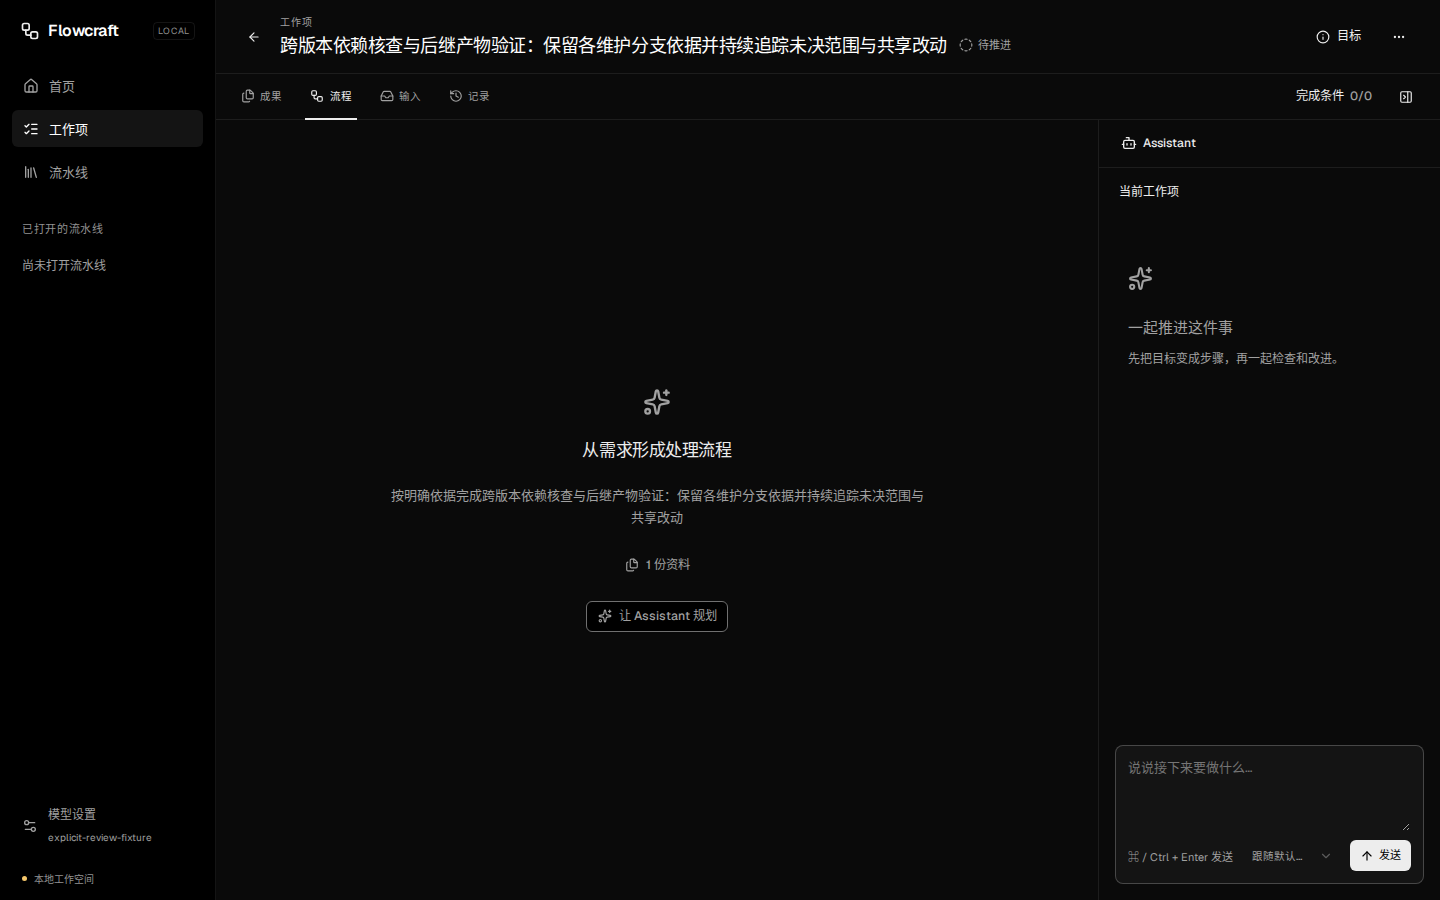 Flowcraft
LOCAL
首页
工作项
流水线
已打开的流水线
尚未打开流水线
模型设置
explicit-review-fixture
本地工作空间
工作项
跨版本依赖核查与后继产物验证：保留各维护分支依据并持续追踪未决范围与共享改动
待推进
目标
成果
流程
输入
记录
完成条件 0/0
从需求形成处理流程
按明确依据完成跨版本依赖核查与后继产物验证：保留各维护分支依据并持续追踪未决范围与
共享改动
1 份资料
让 Assistant 规划
Assistant
当前工作项
一起推进这件事
先把目标变成步骤，再一起检查和改进。
说说接下来要做什么…
⌘ / Ctrl + Enter 发送
跟随默认…
发送